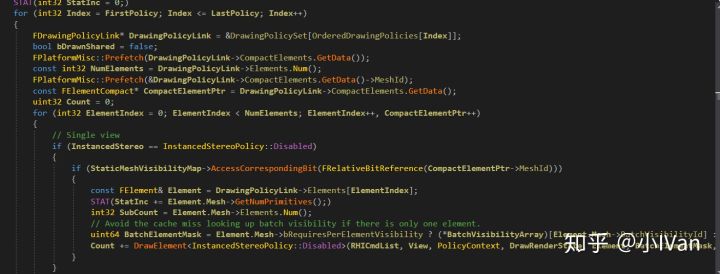 STAT(int32 StatInc = 0;)
for (int32 Index = FirstPolicy; Index <= LastPolicy; Index++)
{
FDrawingPolicyLink* DrawingPolicyLink = &DrawingPolicySet[OrderedDrawingPolicies[Index]];
bool bDrawnShared = false;
FPlatformMisc::Prefetch(DrawingPolicyLink->CompactElements.GetData());
const int32 NumElements = DrawingPolicyLink->Elements.Num();
FPlatformMisc::Prefetch(&DrawingPolicyLink->CompactElements.GetData()->MeshId);
const FElementCompact* CompactElementPtr = DrawingPolicyLink->CompactElements.GetData();
uint32 Count = 0;
for (int32 ElementIndex = 0; ElementIndex < NumElements; ElementIndex++, CompactElementPtr++)
{
// Single view
if (InstancedStereo == InstancedStereoPolicy::Disabled)
{
if (StaticMeshVisibilityMap->AccessCorrespondingBit(FRelativeBitReference(CompactElementPtr->MeshId)))
{
const FElement& Element = DrawingPolicyLink->Elements[ElementIndex];
STAT(StatInc += Element.Mesh->GetNumPrimitives();)
int32 SubCount = Element.Mesh->Elements.Num();
// Avoid the cache miss looking up batch visibility if there is only one element.
uint64 BatchElementMask = Element.Mesh->bRequiresPerElementVisibility ? (*BatchVisibilityArray)[Element.Mesh->BatchVisibilityId] :
Count += DrawElement<InstancedStereoPolicy::Disabled>(RHICmdList, View, PolicyContext, DrawRenderState, Element, BatchElementMask,
}
}
知乎 @小IVan